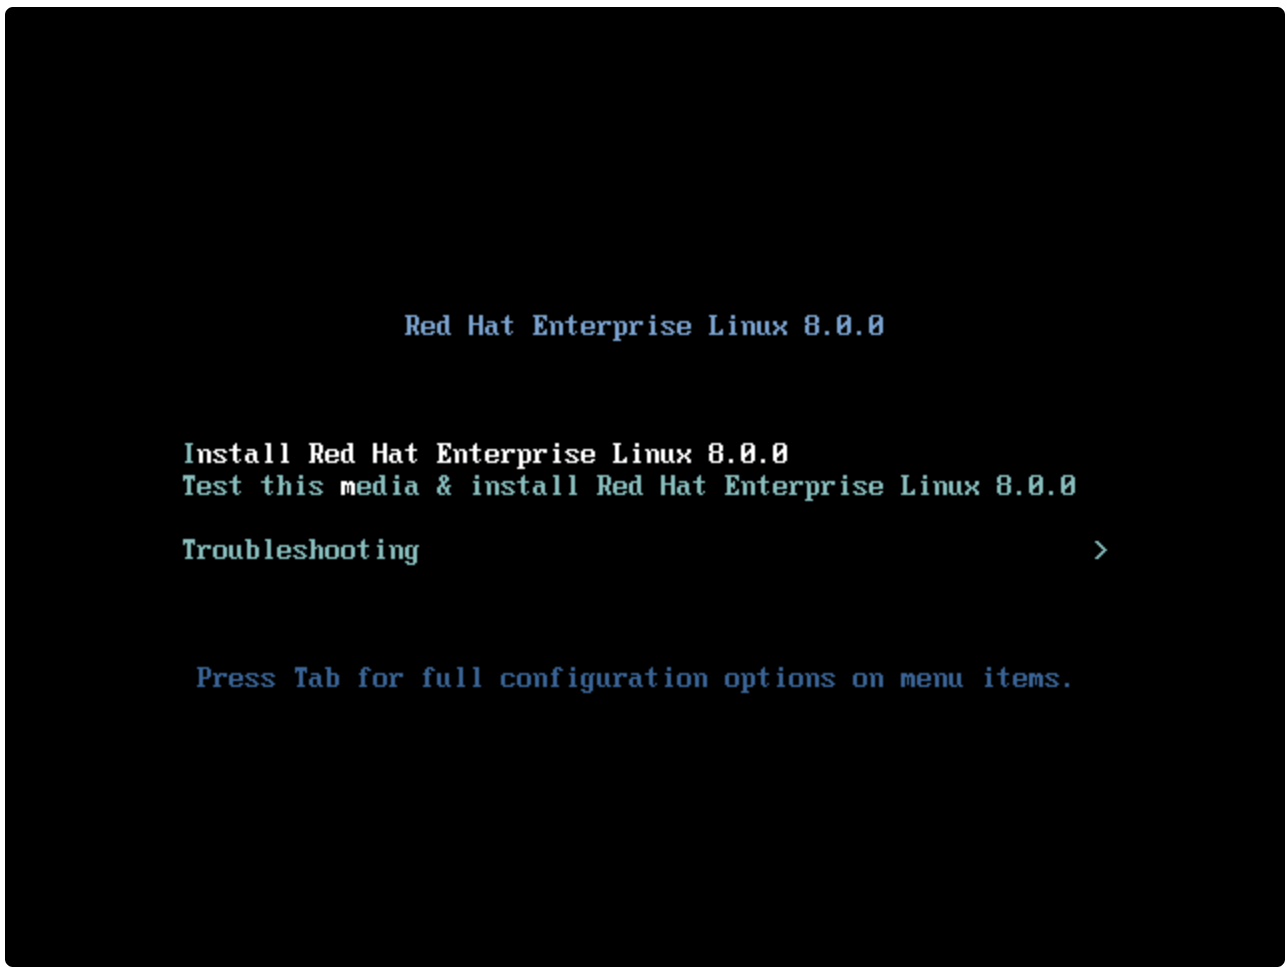 Red Hat Enterprise Linux 8.0.0
Install Red Hat Enterprise Linux 8.0.0
Test this media & install Red Hat Enterprise Linux 8.0.0
Troubleshooting >
Press Tab for full configuration options on menu items.